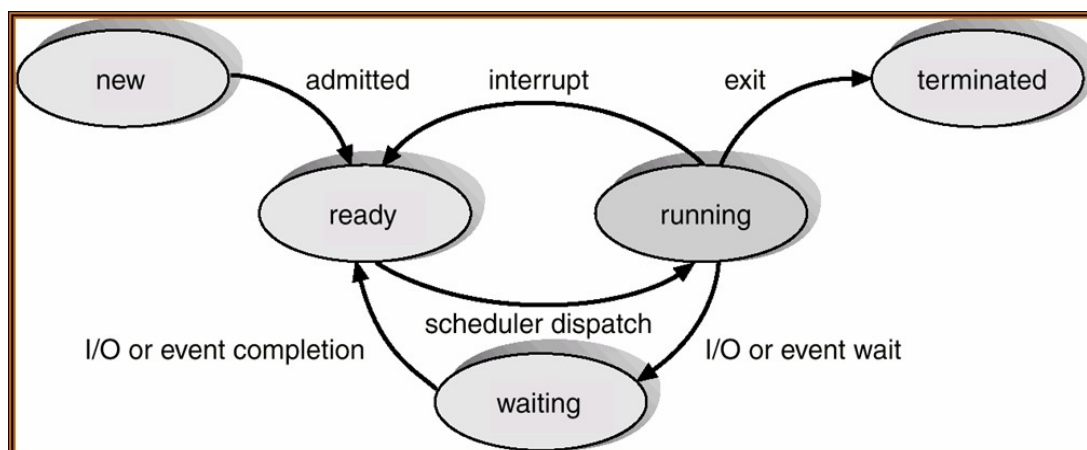 new
admitted
interrupt
exit
terminated
ready
running
scheduler dispatch
I/O or event completion
I/O or event wait
waiting